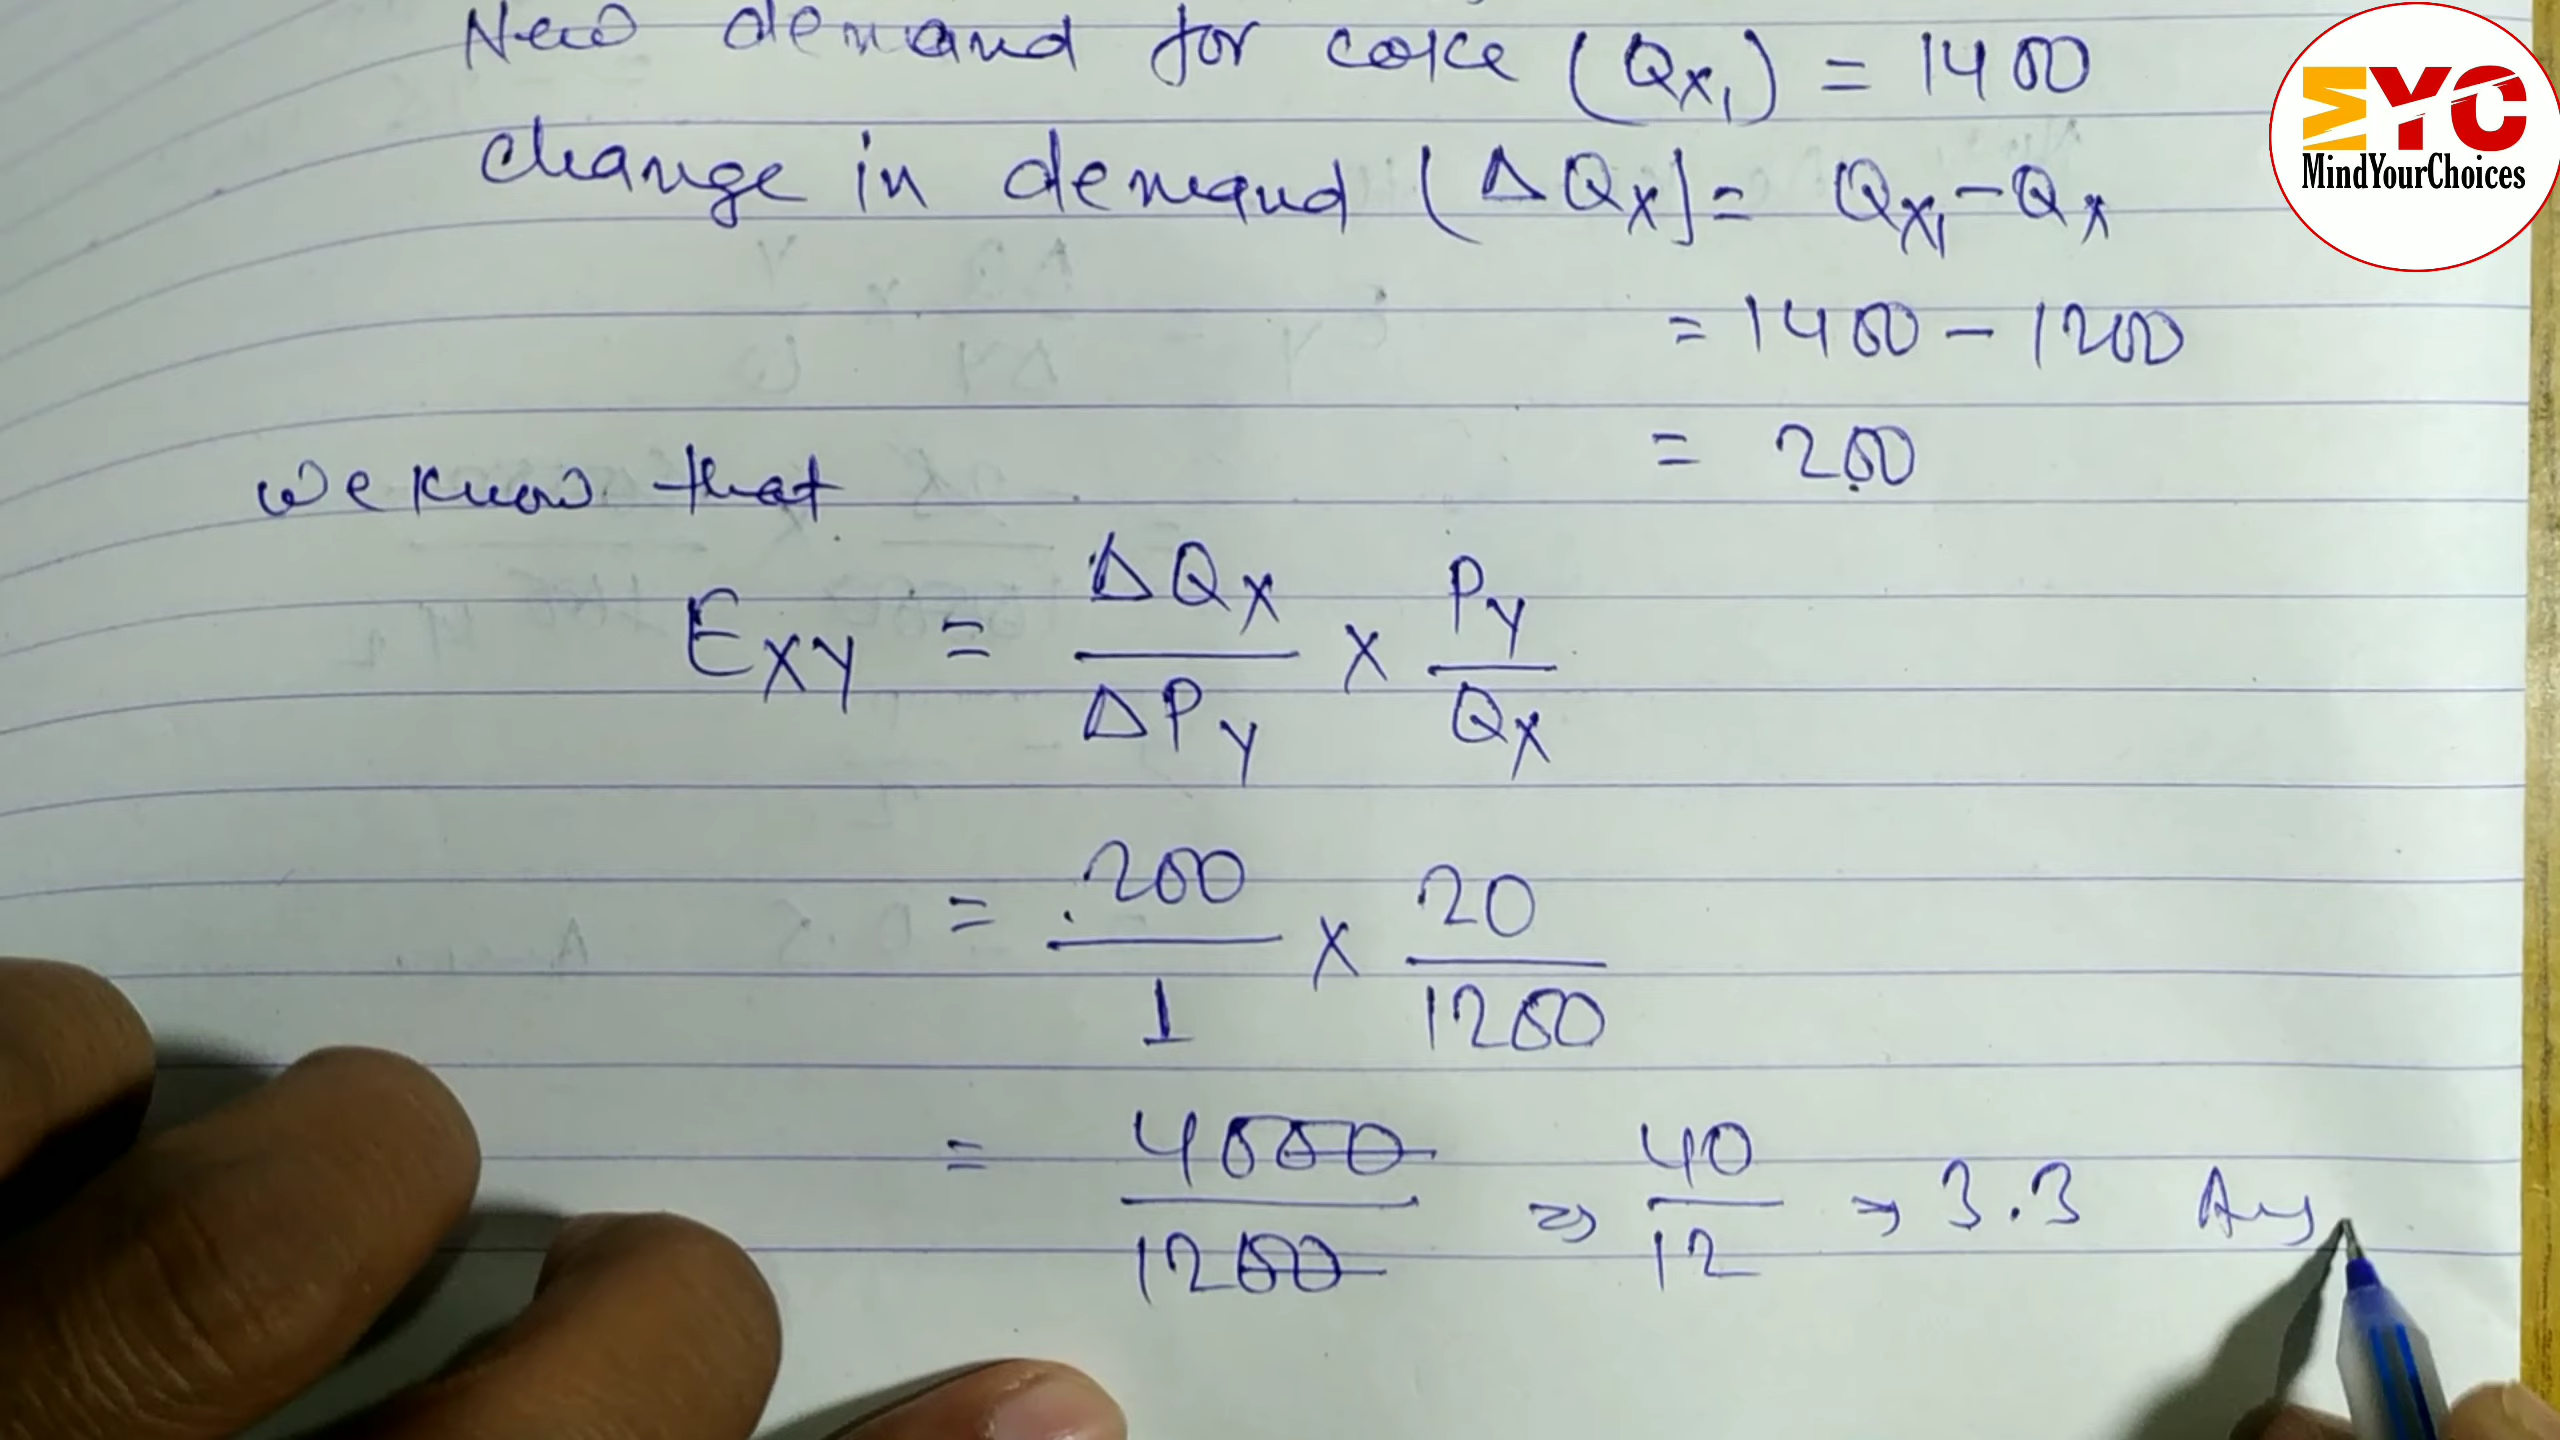 New demand for coke (Qx₁) = 1400
change in demand (ΔQx) = Qx₁ - Qx
= 1400 - 1200
= 200
we know that
Exy = ΔQx / ΔPy × Py / Qx
= 200 / 1 × 20 / 1200
= 4000 / 1200 ⇒ 40 / 12 → 3.3 Ans
MYC
MindYourChoices